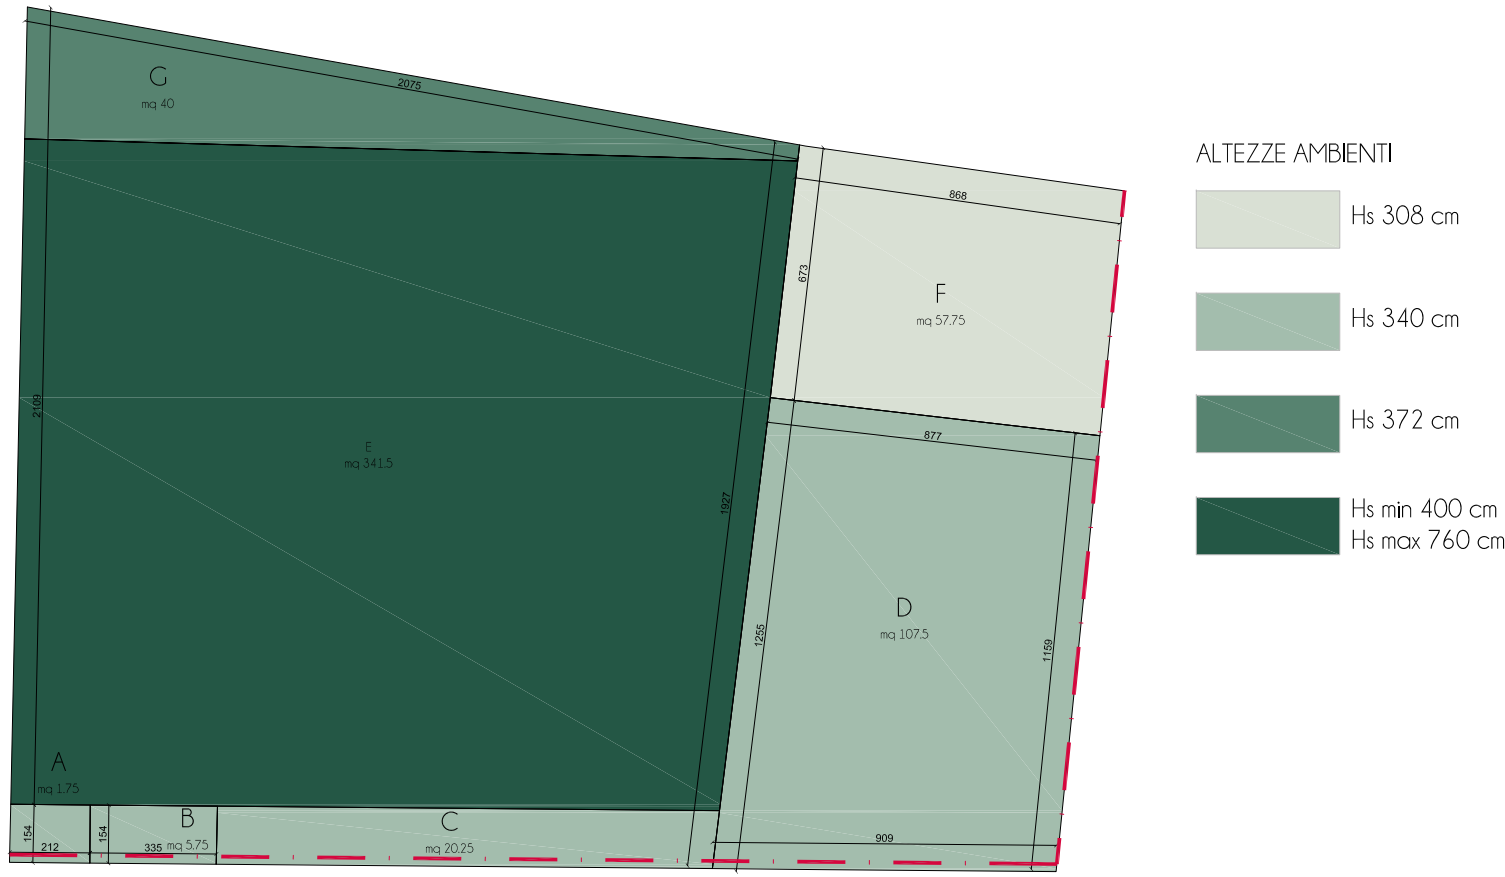 G
mq 40
2075
ALTEZZE AMBIENTI
868
Hs 308 cm
673
F
mq 57.75
Hs 340 cm
2109
Hs 372 cm
877
E
mq 341.5
1927
Hs min 400 cm
Hs max 760 cm
D
mq 107.5
1255
1159
A
mq 1.75
154
212
154
B
335
mq 5.75
C
mq 20.25
909